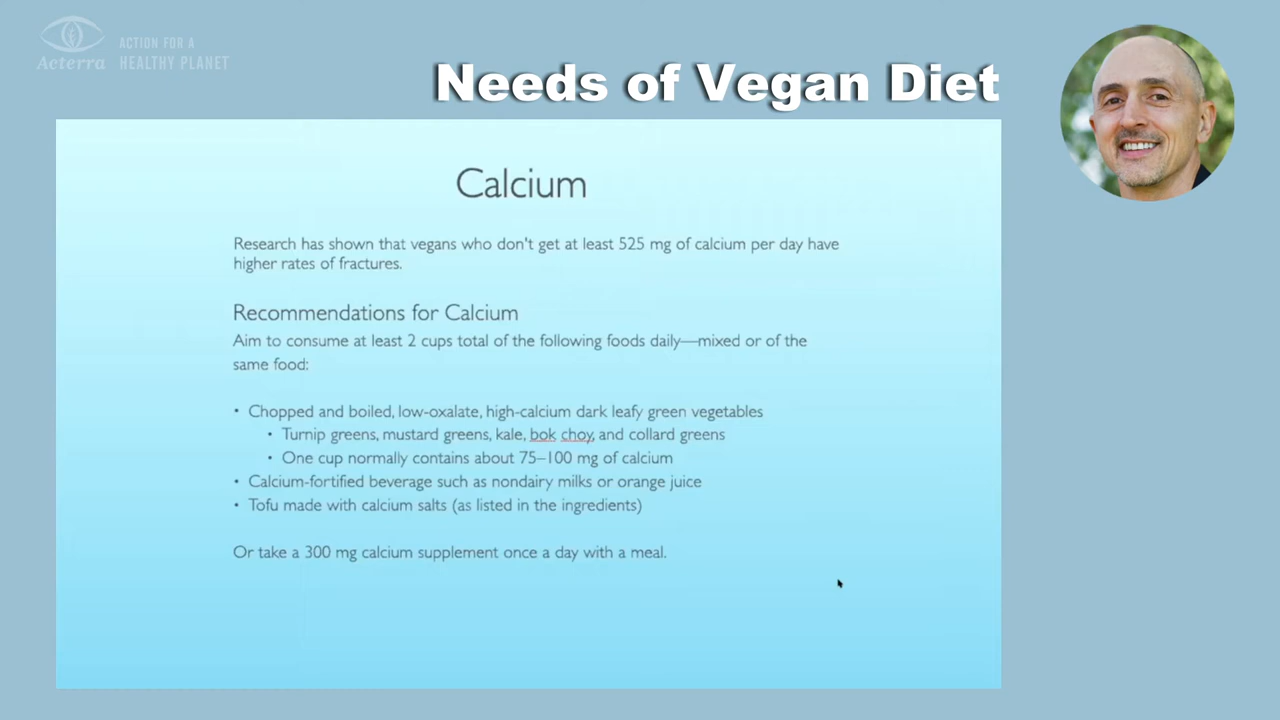 Acterra
ACTION FOR A
HEALTHY PLANET
Needs of Vegan Diet
Calcium
Research has shown that vegans who don't get at least 525 mg of calcium per day have
higher rates of fractures.
Recommendations for Calcium
Aim to consume at least 2 cups total of the following foods daily—mixed or of the
same food:
• Chopped and boiled, low-oxalate, high-calcium dark leafy green vegetables
• Turnip greens, mustard greens, kale, bok choy, and collard greens
• One cup normally contains about 75–100 mg of calcium
• Calcium-fortified beverage such as nondairy milks or orange juice
• Tofu made with calcium salts (as listed in the ingredients)
Or take a 300 mg calcium supplement once a day with a meal.